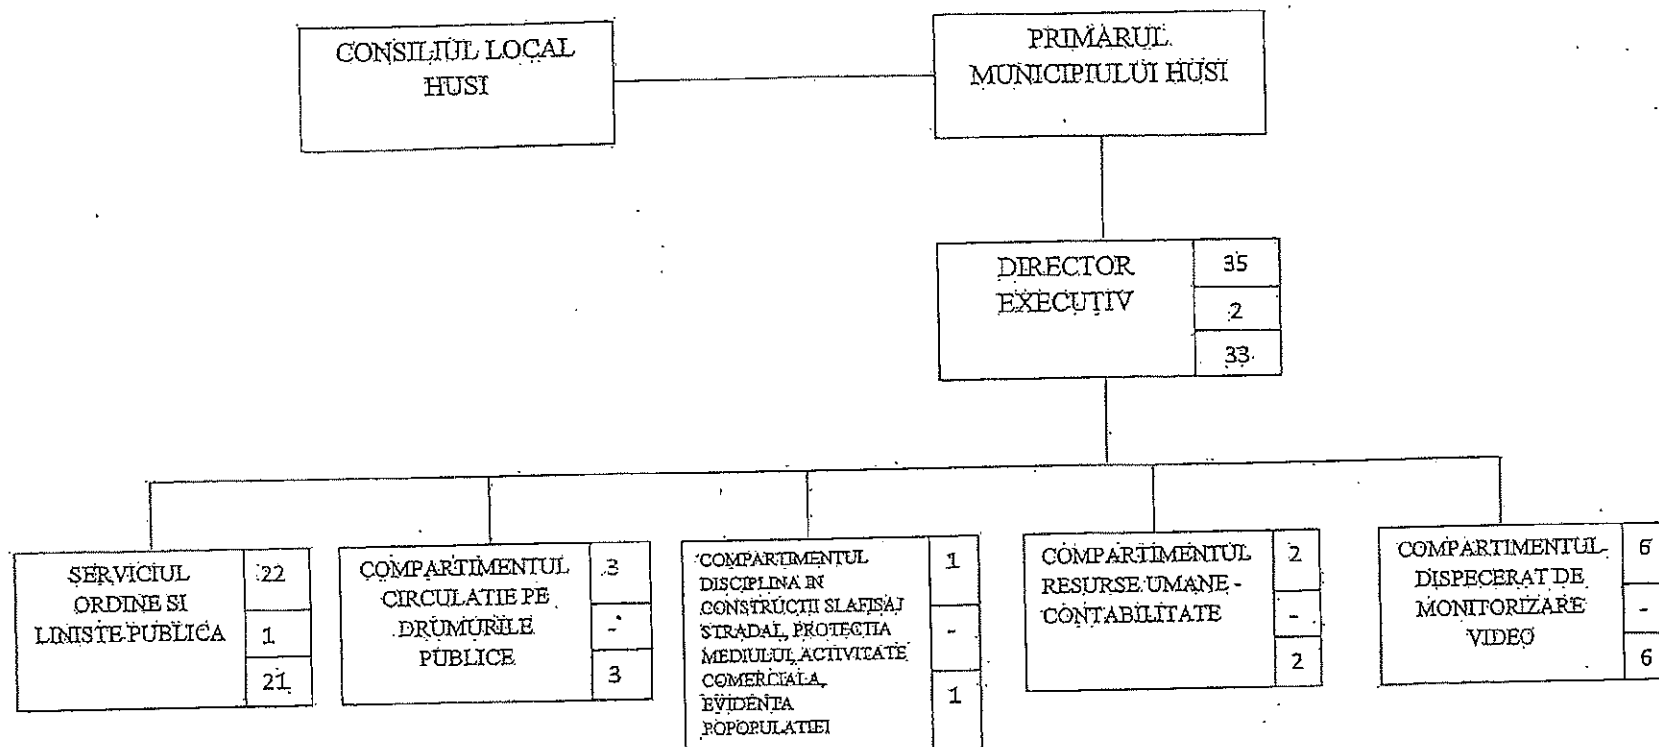 CONSILIUL LOCAL
HUSI
PRIMARUL
MUNICIPIULUI HUSI
DIRECTOR
EXECUTIV
35
2
33
SERVICIUL
ORDINE SI
LINISTE PUBLICA
22
1
21
COMPARTIMENTUL
CIRCULATIE PE
DRUMURILE
PUBLICE
3
-
3
COMPARTIMENTUL
DISCIPLINA IN
CONSTRUCTII SI AFISAJ
STRADAL, PROTECTIA
MEDIULUI, ACTIVITATE
COMERCIALA,
EVIDENTA
POPOPULATIEI
1
-
1
COMPARTIMENTUL
RESURSE UMANE -
CONTABILITATE
2
-
2
COMPARTIMENTUL
DISPECERAT DE
MONITORIZARE
VIDEO
6
-
6